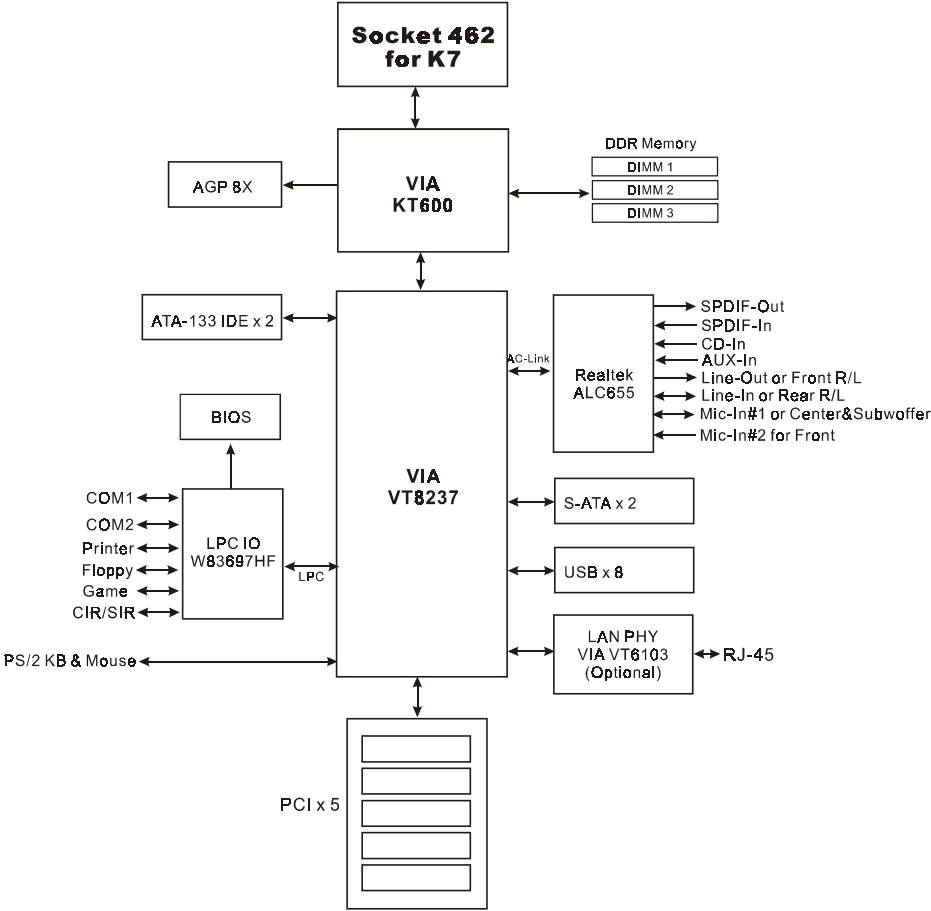 Socket 462
for K7
DDR Memory
DIMM 1
DIMM 2
DIMM 3
AGP 8X
VIA
KT600
ATA-133 IDE x 2
SPDIF-Out
SPDIF-In
CD-In
AUX-In
Line-Out or Front R/L
Line-In or Rear R/L
Mic-In#1 or Center&Subwoffer
Mic-In#2 for Front
AC-Link
Realtek
ALC655
BIOS
VIA
VT8237
S-ATA x 2
COM1
COM2
Printer
Floppy
Game
CIR/SIR
LPC IO
W83697HF
LPC
USB x 8
LAN PHY
VIA VT6103
(Optional)
RJ-45
PS/2 KB & Mouse
PCI x 5